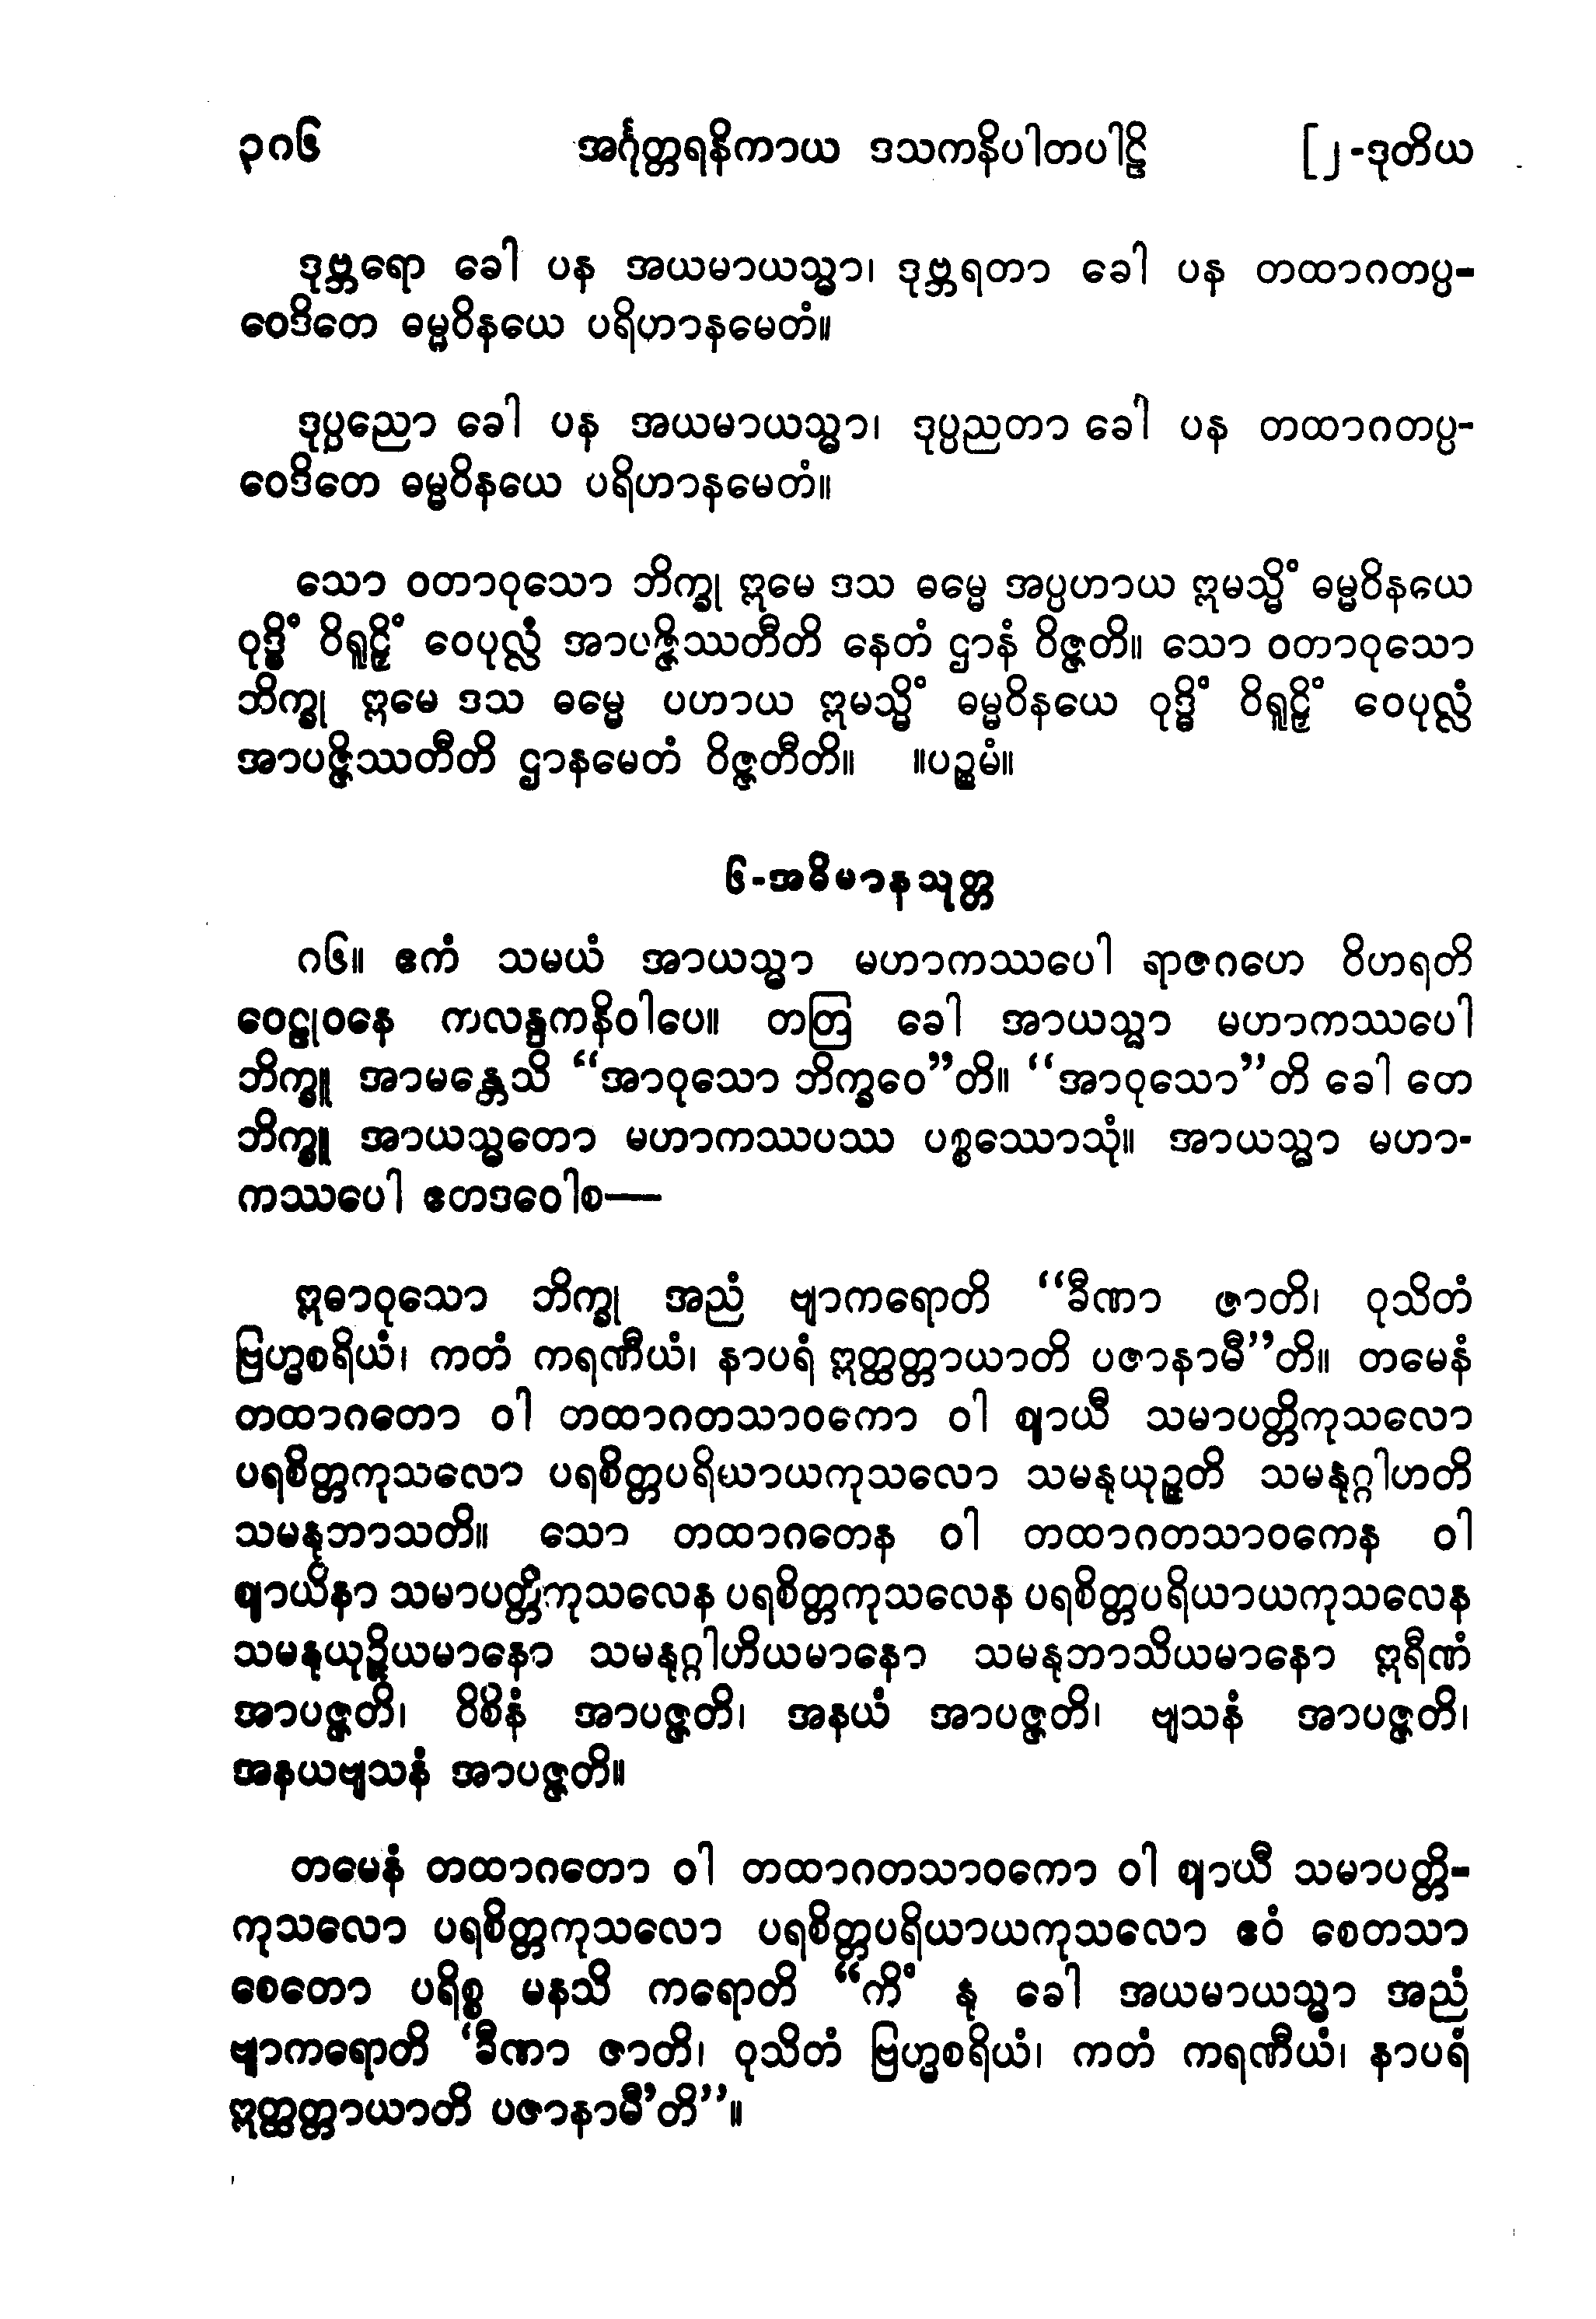 ၃၈၆ အင်္ဂုတ္တရနိကာယ ဒသကနိပါတပါဠိ [၂-ဒုတိယ
ဒုဗ္ဘရော ခေါ ပန အယမာယသ္မာ၊ ဒုဗ္ဘရတာ ခေါ ပန တထာဂတပ္ပ-
ဝေဒိတေ ဓမ္မဝိနယေ ပရိဟာနမေတံ။
ဒုပ္ပညော ခေါ ပန အယမာယသ္မာ၊ ဒုပ္ပညတာ ခေါ ပန တထာဂတပ္ပ-
ဝေဒိတေ ဓမ္မဝိနယေ ပရိဟာနမေတံ။
သော ဝတာဝုသော ဘိက္ခု ဣမေ ဒသ ဓမ္မေ အပ္ပဟာယ ဣမသ္မိံ ဓမ္မဝိနယေ
ဝုဒ္ဓိံ ဝိရူဠှိံ ဝေပုလ္လံ အာပဇ္ဇိဿတီတိ နေတံ ဌာနံ ဝိဇ္ဇတိ။ သော ဝတာဝုသော
ဘိက္ခု ဣမေ ဒသ ဓမ္မေ ပဟာယ ဣမသ္မိံ ဓမ္မဝိနယေ ဝုဒ္ဓိံ ဝိရူဠှိံ ဝေပုလ္လံ
အာပဇ္ဇိဿတီတိ ဌာနမေတံ ဝိဇ္ဇတီတိ။ ။ပဉ္စမံ။
၆-အဓိမာနသုတ္တ
၈၆။ ဧကံ သမယံ အာယသ္မာ မဟာကဿပေါ ရာဇဂဟေ ဝိဟရတိ
ဝေဠုဝနေ ကလန္ဒကနိဝါပေ။ တတြ ခေါ အာယသ္မာ မဟာကဿပေါ
ဘိက္ခူ အာမန္တေသိ “အာဝုသော ဘိက္ခဝေ”တိ။ “အာဝုသော”တိ ခေါ တေ
ဘိက္ခူ အာယသ္မတော မဟာကဿပဿ ပစ္စဿောသုံ။ အာယသ္မာ မဟာ-
ကဿပေါ ဧတဒဝေါစ—
ဣဓာဝုသော ဘိက္ခု အညံ ဗျာကရောတိ “ခီဏာ ဇာတိ၊ ဝုသိတံ
ဗြဟ္မစရိယံ၊ ကတံ ကရဏီယံ၊ နာပရံ ဣတ္ထတ္တာယာတိ ပဇာနာမီ”တိ။ တမေနံ
တထာဂတော ဝါ တထာဂတသာဝကော ဝါ ဈာယီ သမာပတ္တိကုသလော
ပရစိတ္တကုသလော ပရစိတ္တပရိယာယကုသလော သမနုယုဉ္ဇတိ သမနုဂ္ဂါဟတိ
သမနုဘာသတိ။ သော တထာဂတေန ဝါ တထာဂတသာဝကေန ဝါ
ဈာယိနာ သမာပတ္တိကုသလေန ပရစိတ္တကုသလေန ပရစိတ္တပရိယာယကုသလေန
သမနုယုဉ္ဇိယမာနော သမနုဂ္ဂါဟိယမာနော သမနုဘာသိယမာနော ဣရီဏံ
အာပဇ္ဇတိ၊ ဝိစိနံ အာပဇ္ဇတိ၊ အနယံ အာပဇ္ဇတိ၊ ဗျသနံ အာပဇ္ဇတိ၊
အနယဗျသနံ အာပဇ္ဇတိ။
တမေနံ တထာဂတော ဝါ တထာဂတသာဝကော ဝါ ဈာယီ သမာပတ္တိ-
ကုသလော ပရစိတ္တကုသလော ပရစိတ္တပရိယာယကုသလော ဧဝံ စေတသာ
စေတော ပရိစ္စ မနသိ ကရောတိ “ကိံ နု ခေါ အယမာယသ္မာ အညံ
ဗျာကရောတိ ‘ခီဏာ ဇာတိ၊ ဝုသိတံ ဗြဟ္မစရိယံ၊ ကတံ ကရဏီယံ၊ နာပရံ
ဣတ္ထတ္တာယာတိ ပဇာနာမီ’တိ”။